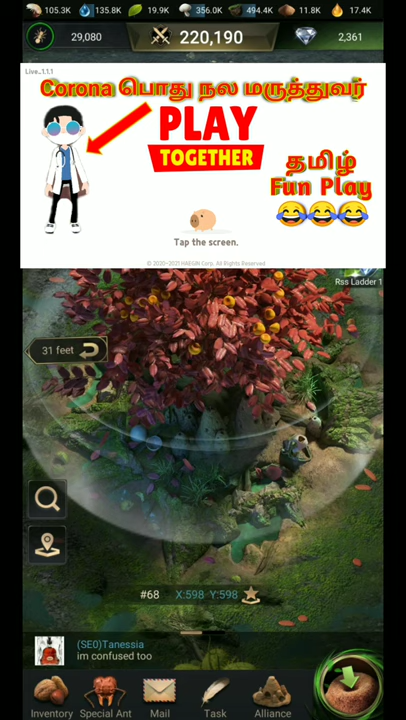 105.3K 135.8K 19.9K 356.0K 494.4K 11.8K 17.4K
29,080 220,190 2,361
Live_1.1.1
Corona பொது நல மருத்துவர்
PLAY
TOGETHER
தமிழ்
Fun Play
Tap the screen.
© 2020~2021 HAEGIN Corp. All Rights Reserved
Rss Ladder 1
31 feet
#68 X:598 Y:598
(SE0)Tanessia
im confused too
Inventory Special Ant Mail Task Alliance